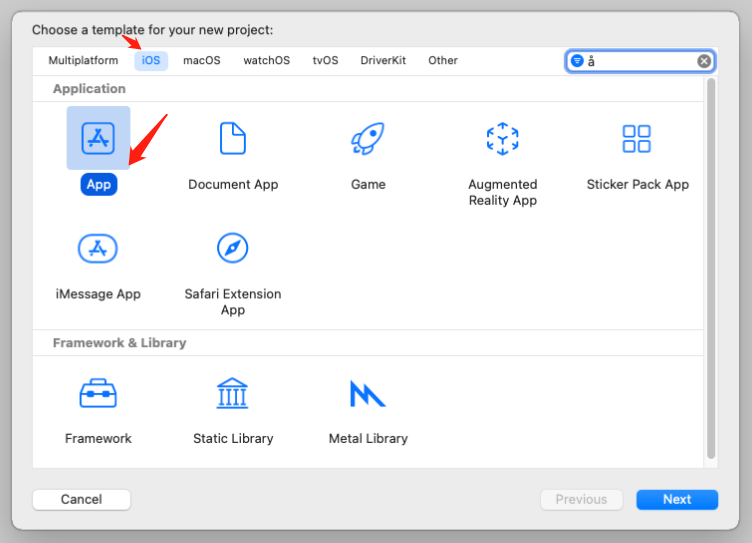 Choose a template for your new project:
Multiplatform iOS macOS watchOS tvOS DriverKit Other å
Application
App Document App Game Augmented Reality App Sticker Pack App
iMessage App Safari Extension App
Framework & Library
Framework Static Library Metal Library
Cancel Previous Next